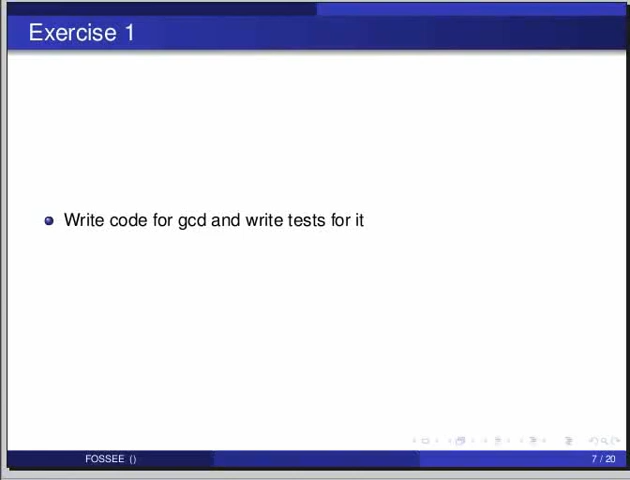 Exercise 1
Write code for gcd and write tests for it
FOSSEE ()
7 / 20